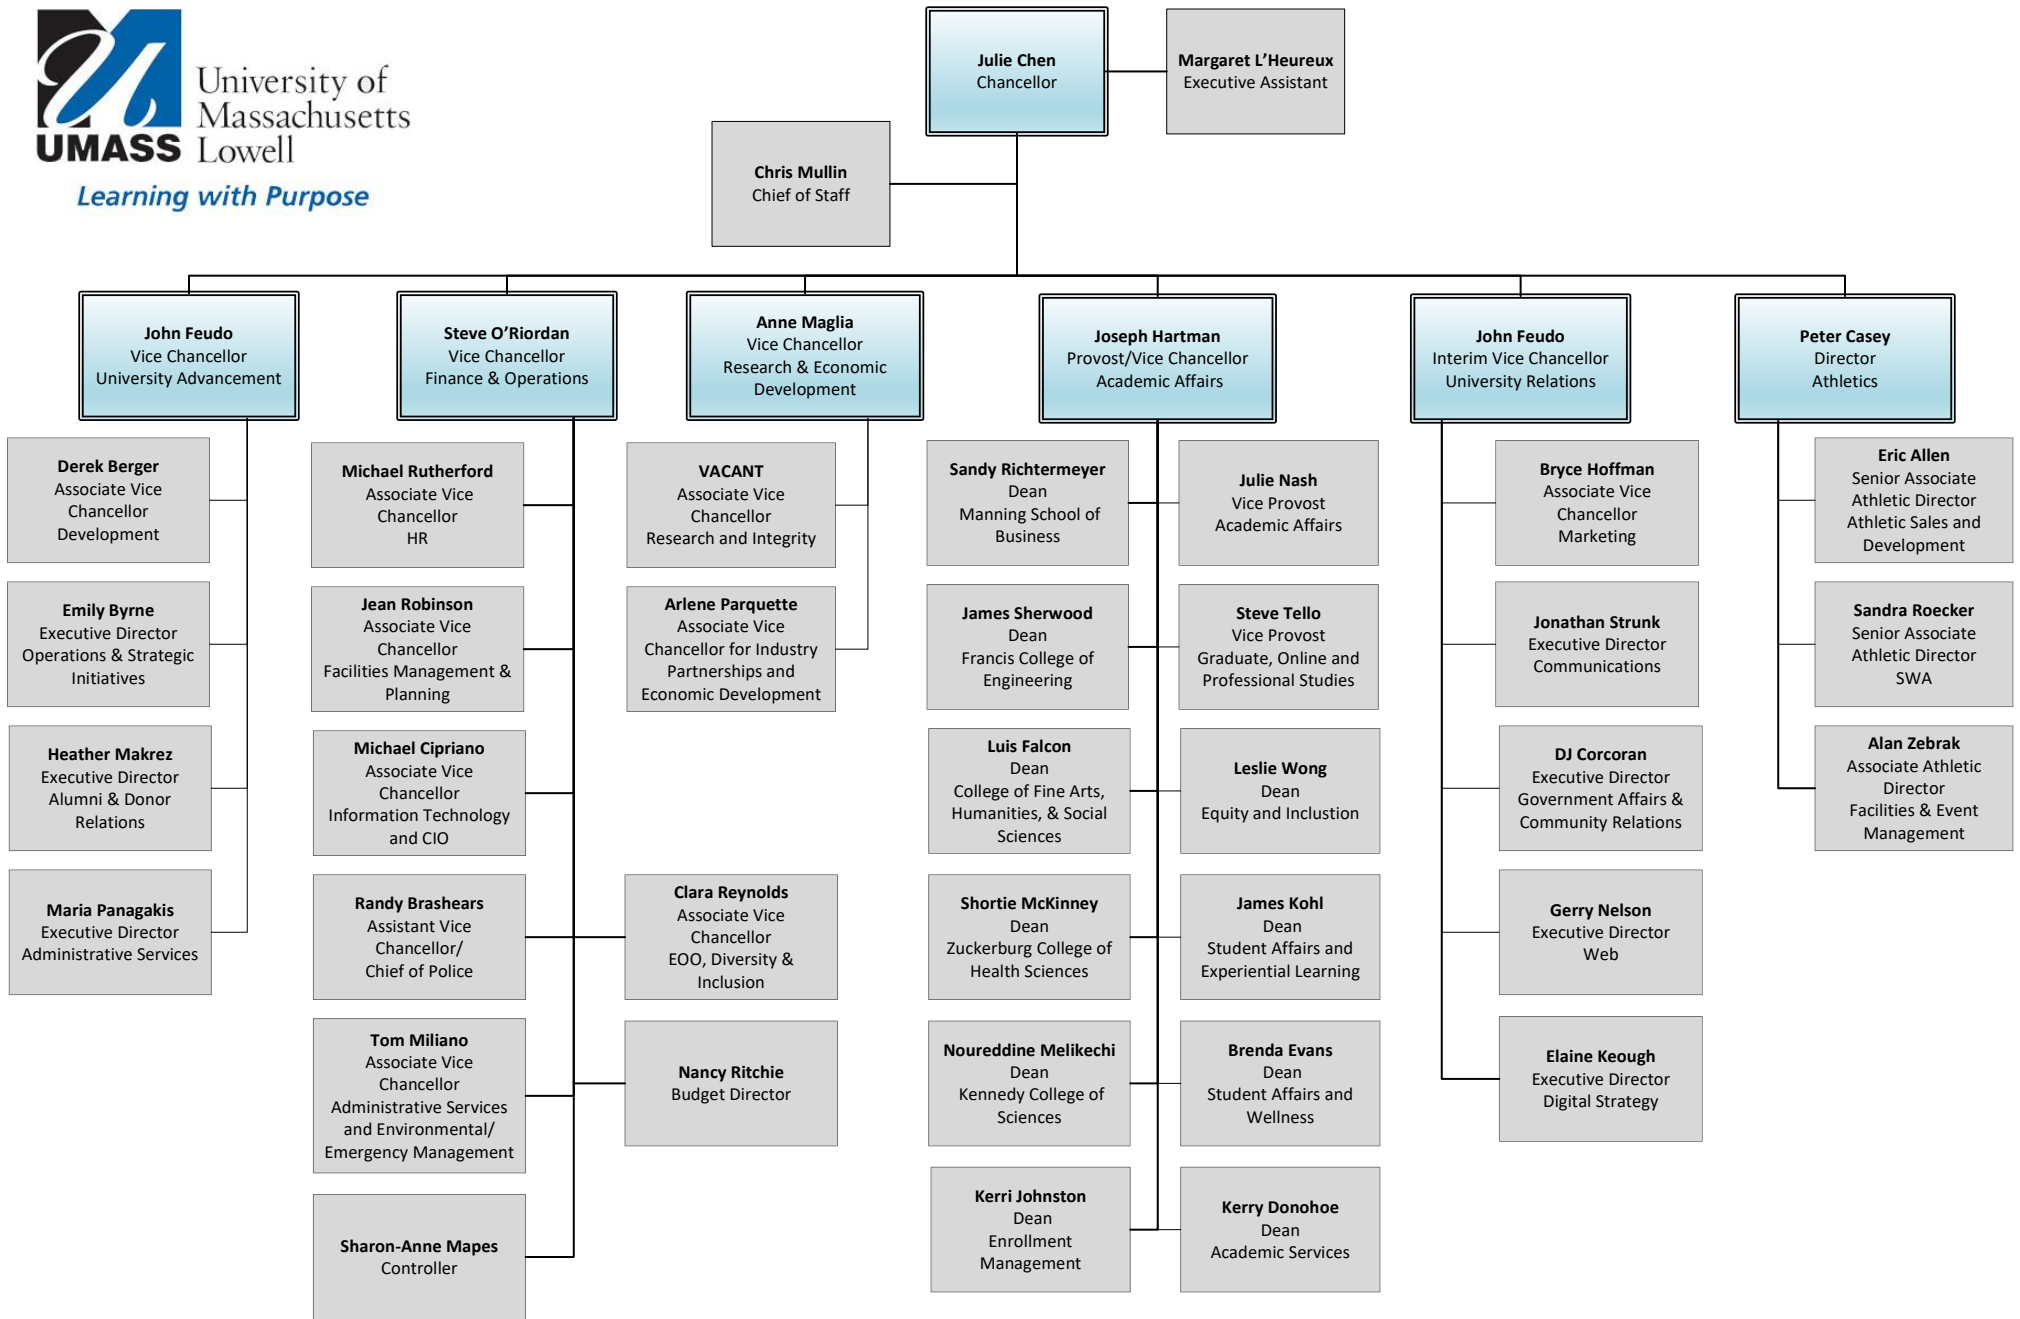 University of
Massachusetts
Lowell
UMASS
Learning with Purpose
Julie Chen
Chancellor
Margaret L’Heureux
Executive Assistant
Chris Mullin
Chief of Staff
John Feudo
Vice Chancellor
University Advancement
Steve O’Riordan
Vice Chancellor
Finance & Operations
Anne Maglia
Vice Chancellor
Research & Economic
Development
Joseph Hartman
Provost/Vice Chancellor
Academic Affairs
John Feudo
Interim Vice Chancellor
University Relations
Peter Casey
Director
Athletics
Derek Berger
Associate Vice
Chancellor
Development
Emily Byrne
Executive Director
Operations & Strategic
Initiatives
Heather Makrez
Executive Director
Alumni & Donor
Relations
Maria Panagakis
Executive Director
Administrative Services
Michael Rutherford
Associate Vice
Chancellor
HR
Jean Robinson
Associate Vice
Chancellor
Facilities Management &
Planning
Michael Cipriano
Associate Vice
Chancellor
Information Technology
and CIO
Randy Brashears
Assistant Vice
Chancellor/
Chief of Police
Tom Miliano
Associate Vice
Chancellor
Administrative Services
and Environmental/
Emergency Management
Sharon-Anne Mapes
Controller
Clara Reynolds
Associate Vice
Chancellor
EOO, Diversity &
Inclusion
Nancy Ritchie
Budget Director
VACANT
Associate Vice
Chancellor
Research and Integrity
Arlene Parquette
Associate Vice
Chancellor for Industry
Partnerships and
Economic Development
Sandy Richtermeyer
Dean
Manning School of
Business
James Sherwood
Dean
Francis College of
Engineering
Luis Falcon
Dean
College of Fine Arts,
Humanities, & Social
Sciences
Shortie McKinney
Dean
Zuckerburg College of
Health Sciences
Noureddine Melikechi
Dean
Kennedy College of
Sciences
Kerri Johnston
Dean
Enrollment
Management
Julie Nash
Vice Provost
Academic Affairs
Steve Tello
Vice Provost
Graduate, Online and
Professional Studies
Leslie Wong
Dean
Equity and Inclustion
James Kohl
Dean
Student Affairs and
Experiential Learning
Brenda Evans
Dean
Student Affairs and
Wellness
Kerry Donohoe
Dean
Academic Services
Bryce Hoffman
Associate Vice
Chancellor
Marketing
Jonathan Strunk
Executive Director
Communications
DJ Corcoran
Executive Director
Government Affairs &
Community Relations
Gerry Nelson
Executive Director
Web
Elaine Keough
Executive Director
Digital Strategy
Eric Allen
Senior Associate
Athletic Director
Athletic Sales and
Development
Sandra Roecker
Senior Associate
Athletic Director
SWA
Alan Zebrak
Associate Athletic
Director
Facilities & Event
Management